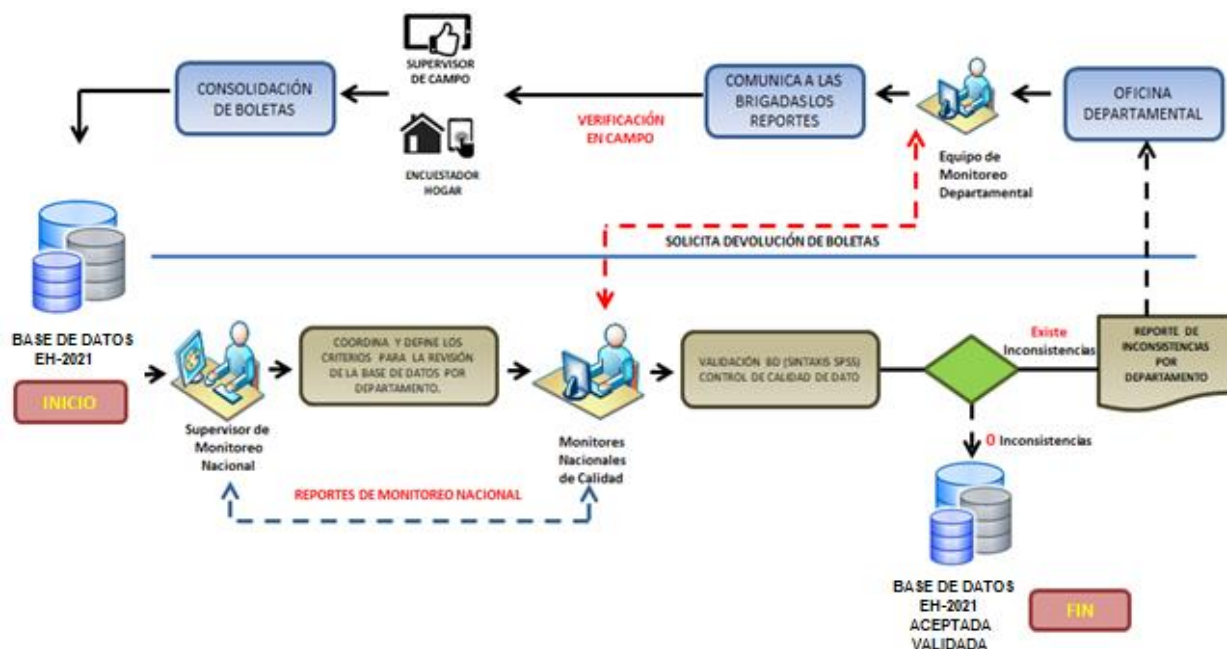 SUPERVISOR
DE CAMPO
CONSOLIDACIÓN
DE BOLETAS
ENCUESTADOR
HOGAR
VERIFICACIÓN
EN CAMPO
COMUNICA A LAS
BRIGADAS LOS
REPORTES
Equipo de
Monitoreo
Departamental
OFICINA
DEPARTAMENTAL
SOLICITA DEVOLUCIÓN DE BOLETAS
BASE DE DATOS
EH-2021
INICIO
Supervisor de
Monitoreo
Nacional
COORDINA Y DEFINE LOS
CRITERIOS PARA LA REVISIÓN
DE LA BASE DE DATOS POR
DEPARTAMENTO.
Monitores
Nacionales
de Calidad
REPORTES DE MONITOREO NACIONAL
VALIDACIÓN BD (SINTAXIS SPSS)
CONTROL DE CALIDAD DE DATO
Existe
Inconsistencias
REPORTE DE
INCONSISTENCIAS
POR
DEPARTAMENTO
0 Inconsistencias
BASE DE DATOS
EH-2021
ACEPTADA
VALIDADA
FIN